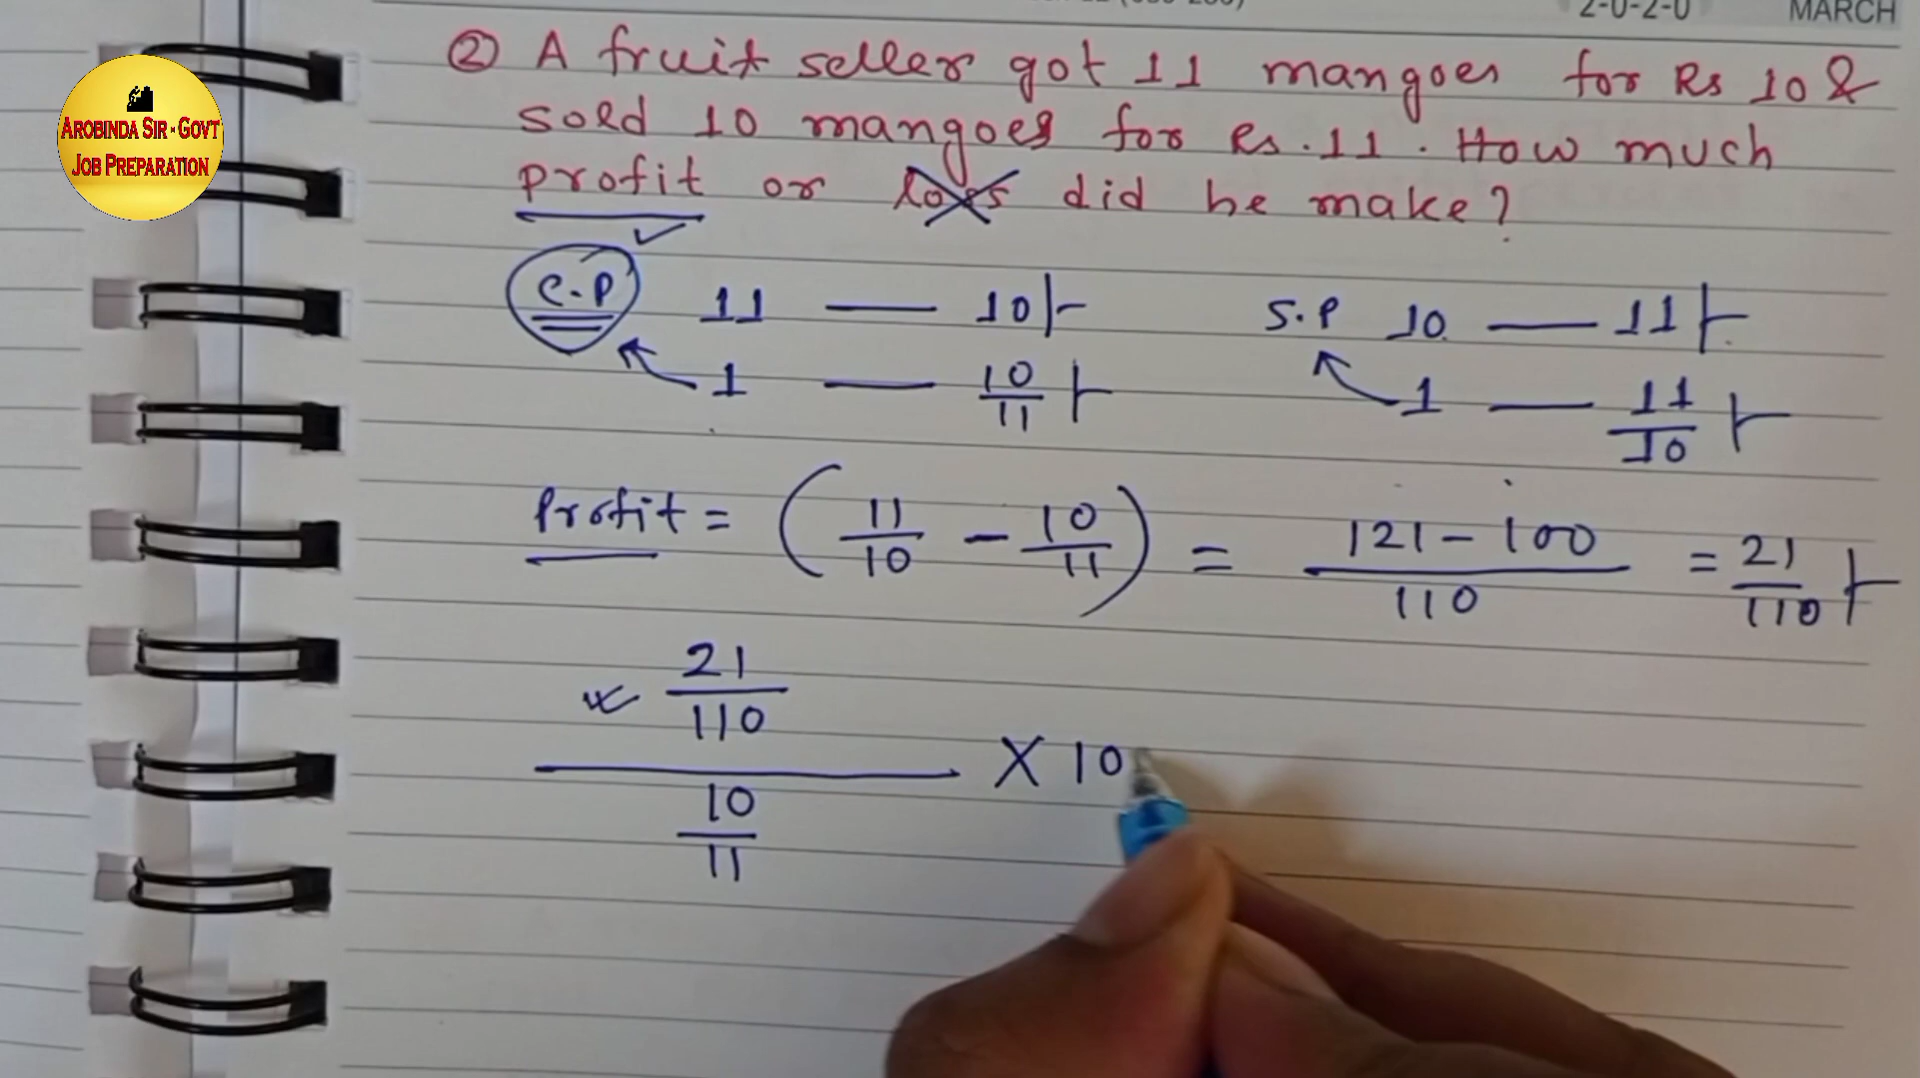 2-0-2-0 MARCH
AROBINDA SIR - GOVT
JOB PREPARATION
② A fruit seller got 11 mangoes for Rs 10 &
sold 10 mangoes for Rs. 11. How much
profit or loss did he make?
C.P 11 — 10/- S.P 10 — 11/-
1 — 10/11 /- 1 — 11/10 /-
Profit = (11/10 - 10/11) = 121 - 100 / 110 = 21/110 /-
21/110
X 10
10/11